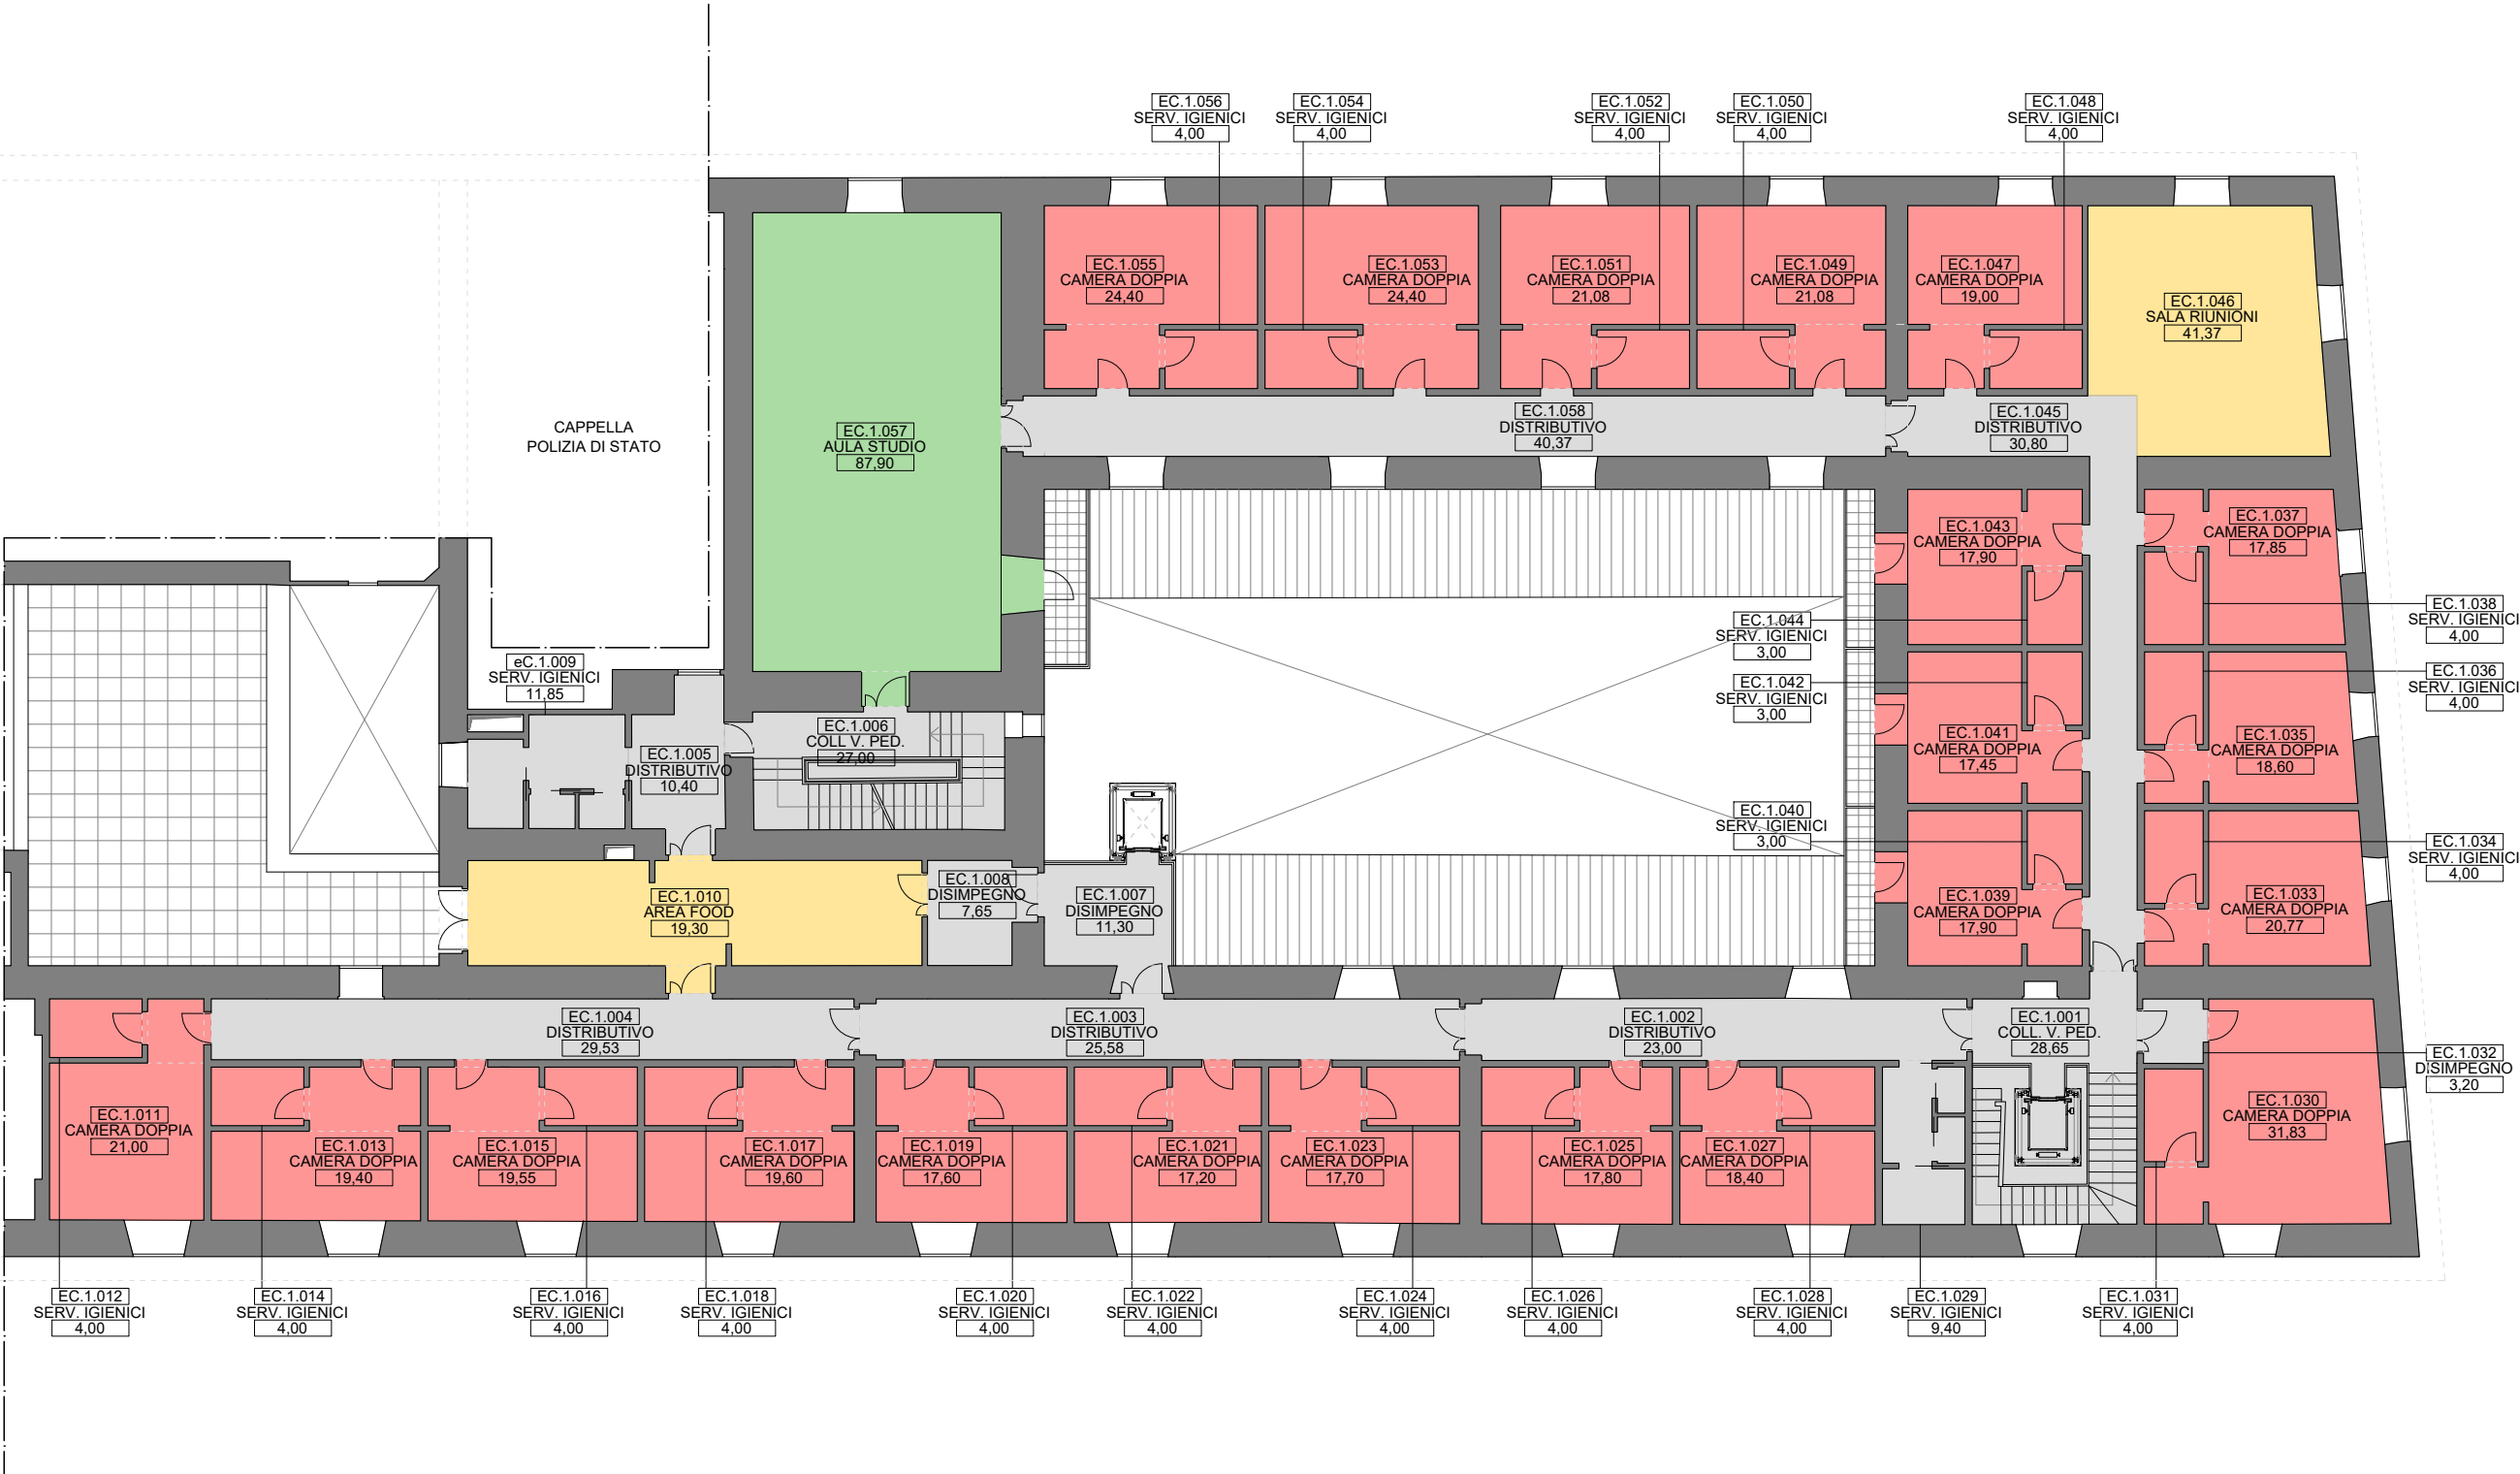 EC.1.056
SERV. IGIENICI
4,00
EC.1.054
SERV. IGIENICI
4,00
EC.1.052
SERV. IGIENICI
4,00
EC.1.050
SERV. IGIENICI
4,00
EC.1.048
SERV. IGIENICI
4,00
EC.1.055
CAMERA DOPPIA
24,40
EC.1.053
CAMERA DOPPIA
24,40
EC.1.051
CAMERA DOPPIA
21,08
EC.1.049
CAMERA DOPPIA
21,08
EC.1.047
CAMERA DOPPIA
19,00
EC.1.046
SALA RIUNIONI
41,37
CAPPELLA
POLIZIA DI STATO
EC.1.057
AULA STUDIO
87,90
EC.1.058
DISTRIBUTIVO
40,37
EC.1.045
DISTRIBUTIVO
30,80
EC.1.043
CAMERA DOPPIA
17,90
EC.1.037
CAMERA DOPPIA
17,85
EC.1.044
SERV. IGIENICI
3,00
EC.1.038
SERV. IGIENICI
4,00
eC.1.009
SERV. IGIENICI
11,85
EC.1.042
SERV. IGIENICI
3,00
EC.1.036
SERV. IGIENICI
4,00
EC.1.005
DISTRIBUTIVO
10,40
EC.1.006
COLL V. PED.
27,00
EC.1.041
CAMERA DOPPIA
17,45
EC.1.035
CAMERA DOPPIA
18,60
EC.1.040
SERV. IGIENICI
3,00
EC.1.034
SERV. IGIENICI
4,00
EC.1.010
AREA FOOD
19,30
EC.1.008
DISIMPEGNO
7,65
EC.1.007
DISIMPEGNO
11,30
EC.1.039
CAMERA DOPPIA
17,90
EC.1.033
CAMERA DOPPIA
20,77
EC.1.004
DISTRIBUTIVO
29,53
EC.1.003
DISTRIBUTIVO
25,58
EC.1.002
DISTRIBUTIVO
23,00
EC.1.001
COLL. V. PED.
28,65
EC.1.032
DISIMPEGNO
3,20
EC.1.011
CAMERA DOPPIA
21,00
EC.1.013
CAMERA DOPPIA
19,40
EC.1.015
CAMERA DOPPIA
19,55
EC.1.017
CAMERA DOPPIA
19,60
EC.1.019
CAMERA DOPPIA
17,60
EC.1.021
CAMERA DOPPIA
17,20
EC.1.023
CAMERA DOPPIA
17,70
EC.1.025
CAMERA DOPPIA
17,80
EC.1.027
CAMERA DOPPIA
18,40
EC.1.030
CAMERA DOPPIA
31,83
EC.1.012
SERV. IGIENICI
4,00
EC.1.014
SERV. IGIENICI
4,00
EC.1.016
SERV. IGIENICI
4,00
EC.1.018
SERV. IGIENICI
4,00
EC.1.020
SERV. IGIENICI
4,00
EC.1.022
SERV. IGIENICI
4,00
EC.1.024
SERV. IGIENICI
4,00
EC.1.026
SERV. IGIENICI
4,00
EC.1.028
SERV. IGIENICI
4,00
EC.1.029
SERV. IGIENICI
9,40
EC.1.031
SERV. IGIENICI
4,00